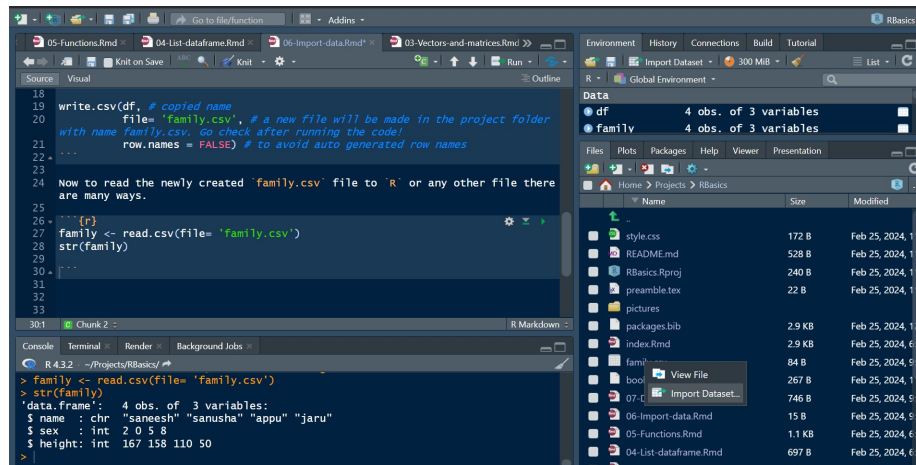 Go to file/function
Addins
RBasics
05-Functions.Rmd
04-List-dataframe.Rmd
06-Import-data.Rmd*
03-Vectors-and-matrices.Rmd
Knit on Save
ABC
Knit
Run
Source
Visual
Outline
18
19 write.csv(df, # copied name
20 file= 'family.csv', # a new file will be made in the project folder
with name family.csv. Go check after running the code!
21 row.names = FALSE) # to avoid auto generated row names
22 ```
23
24 Now to read the newly created `family.csv` file to `R` or any other file there
are many ways.
25
26 ```{r}
27 family <- read.csv(file= 'family.csv')
28 str(family)
29
30 ```
31
32
33
30:1 Chunk 2
R Markdown
Console Terminal Render Background Jobs
R 4.3.2 · ~/Projects/RBasics/
> family <- read.csv(file= 'family.csv')
> str(family)
'data.frame': 4 obs. of 3 variables:
$ name : chr "saneesh" "sanusha" "appu" "jaru"
$ sex : int 2 0 5 8
$ height: int 167 158 110 50
>
Environment History Connections Build Tutorial
Import Dataset
300 MiB
List
R
Global Environment
Data
df 4 obs. of 3 variables
family 4 obs. of 3 variables
Files Plots Packages Help Viewer Presentation
Home > Projects > RBasics
Name Size Modified
..
style.css 172 B Feb 25, 2024, 1
README.md 528 B Feb 25, 2024, 1
RBasics.Rproj 240 B Feb 25, 2024, 1
preamble.tex 22 B Feb 25, 2024, 1
pictures
packages.bib 2.9 KB Feb 25, 2024, 1
index.Rmd 2.9 KB Feb 25, 2024, 6
84 B Feb 25, 2024, 9
View File
267 B Feb 25, 2024, 1
Import Dataset...
746 B Feb 25, 2024, 9
06-Import-data.Rmd 15 B Feb 25, 2024, 9
05-Functions.Rmd 1.1 KB Feb 25, 2024, 6
04-List-dataframe.Rmd 697 B Feb 25, 2024, 6